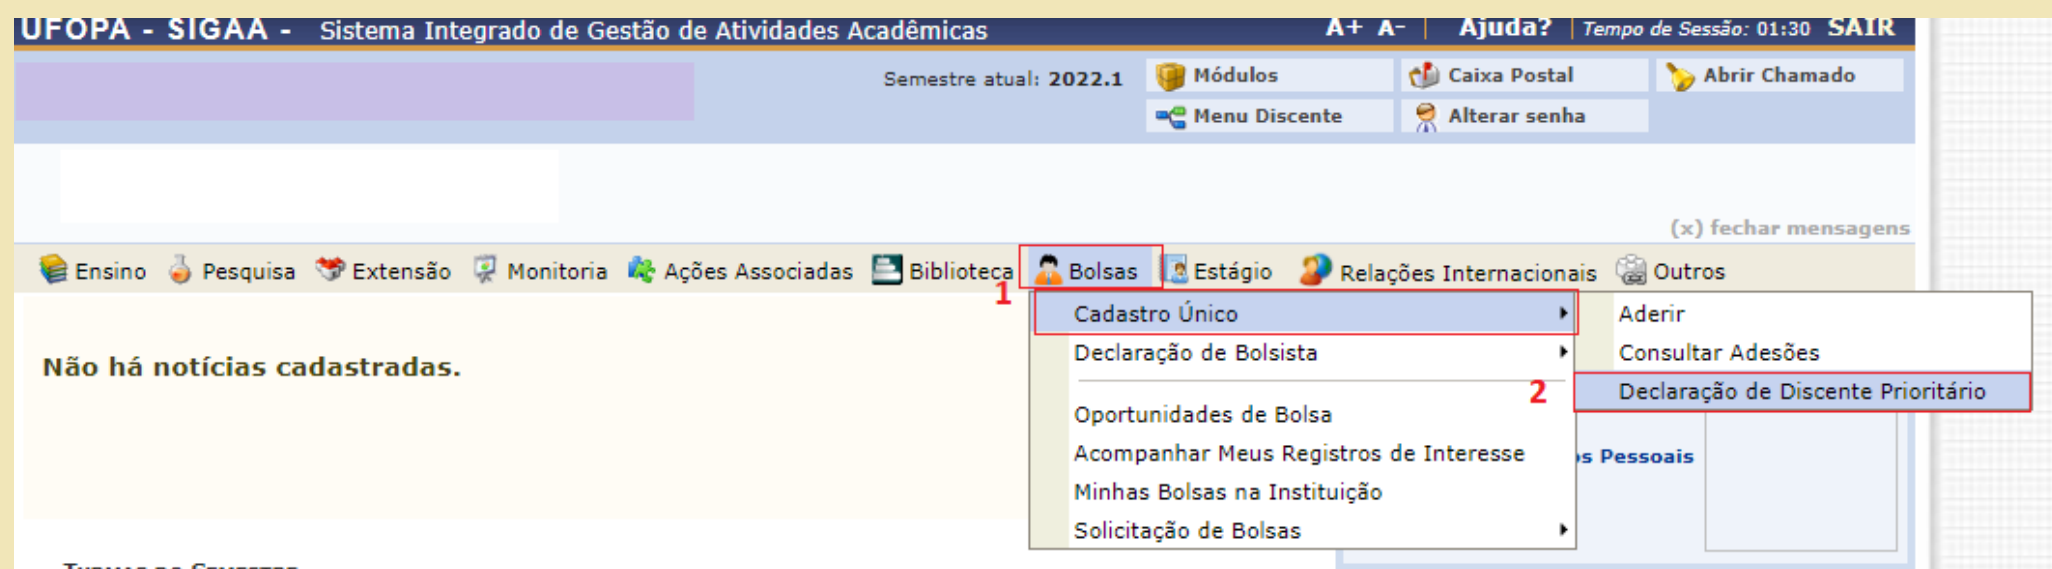 UFOPA - SIGAA - Sistema Integrado de Gestão de Atividades Acadêmicas A+ A- | Ajuda? | Tempo de Sessão: 01:30 SAIR
Semestre atual: 2022.1 Módulos Caixa Postal Abrir Chamado
Menu Discente Alterar senha
(x) fechar mensagens
Ensino Pesquisa Extensão Monitoria Ações Associadas Biblioteca Bolsas Estágio Relações Internacionais Outros
1
Cadastro Único Aderir
Declaração de Bolsista Consultar Adesões
Não há notícias cadastradas.
2 Declaração de Discente Prioritário
Oportunidades de Bolsa
Acompanhar Meus Registros de Interesse
os Pessoais
Minhas Bolsas na Instituição
Solicitação de Bolsas